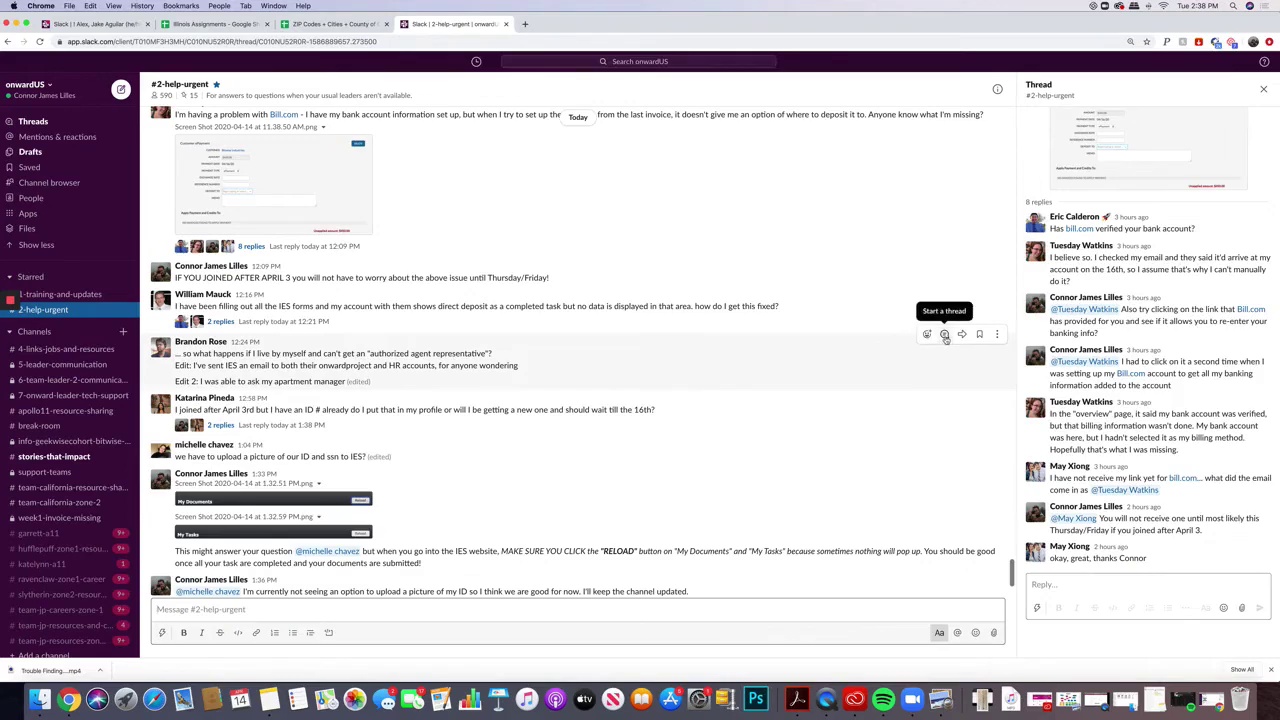 Chrome File Edit View History Bookmarks People Tab Window Help
Tue 2:38 PM
Slack | ! Alex, Jake Aguilar (he/h
Illinois Assignments - Google Sh
ZIP Codes + Cities + County of
Slack | 2-help-urgent | onwardU
app.slack.com/client/T010MF3H3MH/C010NU52R0R/thread/C010NU52R0R-1586889657.273500
Search onwardUS
onwardUS
Connor James Lilles
Threads
Mentions & reactions
Drafts
Saved
Channel browser
People
Apps
Files
Show less
Starred
1-training-and-updates
2-help-urgent
Channels
# 4-links-jobs-and-resources
5-leader-communication
6-team-leader-2-communica...
7-onward-leader-tech-support
# apollo11-resource-sharing
# break-room
info-geekwisecohort-bitwise-...
# stories-that-impact
support-teams
# team-california-resource-sha...
# team-california-zone-2
week1-invoice-missing
# garrett-a11 9+
# hufflepuff-zone1-resou... 9+
# katelynn-a11 1
# ravenclaw-zone1-career 9+
# slytherin-zone2-resour... 9+
# team-jp-careers-zone-1 9+
# team-jp-resources-and-c... 4
# team-jp-resources-zon... 9+
Add a channel
#2-help-urgent
590 15 For answers to questions when your usual leaders aren't available.
Today
I'm having a problem with Bill.com - I have my bank account information set up, but when I try to set up the from the last invoice, it doesn't give me an option of where to deposit it to. Anyone know what I'm missing?
Screen Shot 2020-04-14 at 11.38.50 AM.png
8 replies Last reply today at 12:09 PM
Connor James Lilles 12:09 PM
IF YOU JOINED AFTER APRIL 3 you will not have to worry about the above issue until Thursday/Friday!
William Mauck 12:16 PM
I have been filling out all the IES forms and my account with them shows direct deposit as a completed task but no data is displayed in that area. how do I get this fixed?
2 replies Last reply today at 12:21 PM
Start a thread
Brandon Rose 12:24 PM
... so what happens if I live by myself and can't get an "authorized agent representative"?
Edit: I've sent IES an email to both their onwardproject and HR accounts, for anyone wondering
Edit 2: I was able to ask my apartment manager (edited)
Katarina Pineda 12:58 PM
I joined after April 3rd but I have an ID # already do I put that in my profile or will I be getting a new one and should wait till the 16th?
2 replies Last reply today at 1:38 PM
michelle chavez 1:04 PM
we have to upload a picture of our ID and ssn to IES? (edited)
Connor James Lilles 1:33 PM
Screen Shot 2020-04-14 at 1.32.51 PM.png
My Documents Reload
Screen Shot 2020-04-14 at 1.32.59 PM.png
My Tasks Reload
This might answer your question @michelle chavez but when you go into the IES website, MAKE SURE YOU CLICK the "RELOAD" button on "My Documents" and "My Tasks" because sometimes nothing will pop up. You should be
good once all your task are completed and your documents are submitted!
Connor James Lilles 1:36 PM
@michelle chavez I'm currently not seeing an option to upload a picture of my ID so I think we are good for now. I'll keep the channel updated.
Message #2-help-urgent
Thread
#2-help-urgent
8 replies
Eric Calderon 3 hours ago
Has bill.com verified your bank account?
Tuesday Watkins 3 hours ago
I believe so. I checked my email and they said it'd arrive at my
account on the 16th, so I assume that's why I can't manually
do it?
Connor James Lilles 3 hours ago
@Tuesday Watkins Also try clicking on the link that Bill.com
has provided for you and see if it allows you to re-enter your
banking info?
Connor James Lilles 3 hours ago
@Tuesday Watkins I had to click on it a second time when I
was setting up my Bill.com account to get all my banking
information added to the account
Tuesday Watkins 3 hours ago
In the "overview" page, it said my bank account was verified,
but that billing information wasn't done. My bank account
was here, but I hadn't selected it as my billing method.
Hopefully that's what I was missing.
May Xiong 3 hours ago
I have not receive my link yet for bill.com... what did the email
come in as @Tuesday Watkins
Connor James Lilles 2 hours ago
@May Xiong You will not receive one until most likely this
Thursday/Friday if you joined after April 3.
May Xiong 2 hours ago
okay, great, thanks Connor
Reply...
Trouble Finding....mp4
Show All